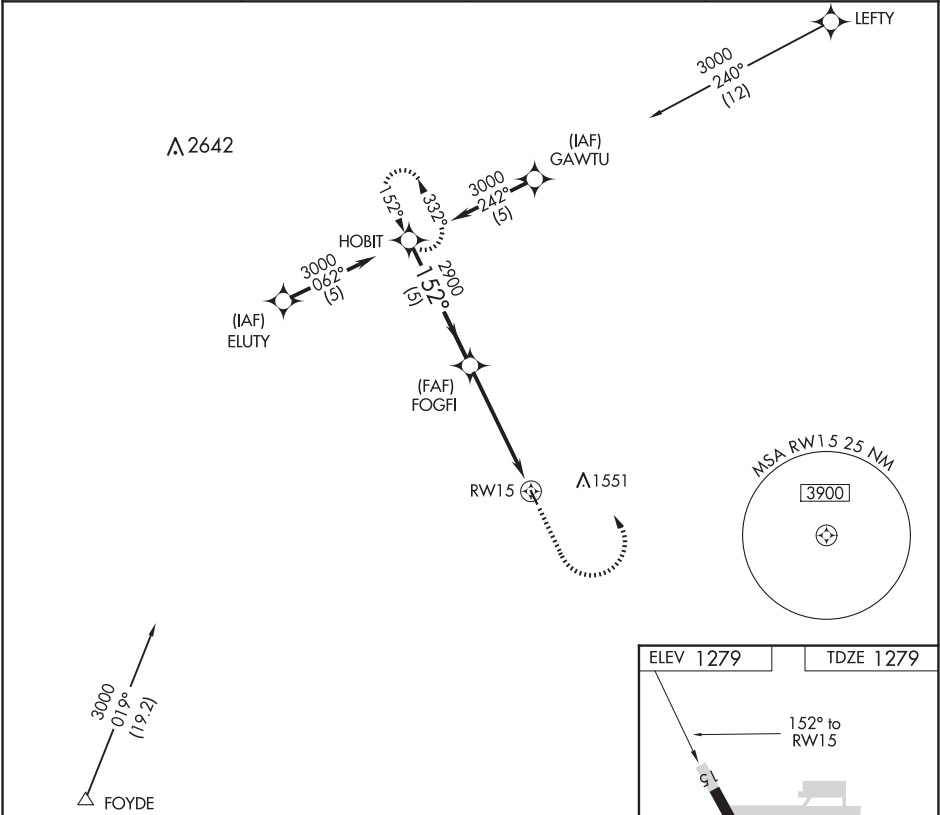 LEFTY
3000
240°
(12)
2642
(IAF)
GAWTU
3000
242°
(5)
152°
332°
HOBIT
3000
062°
(5)
(IAF)
ELUTY
2900
152°
(5)
(FAF)
FOGFI
RW15
1551
MSA RW15 25 NM
3900
3000
019°
(19.2)
FOYDE
ELEV 1279
TDZE 1279
152° to
RW15
15